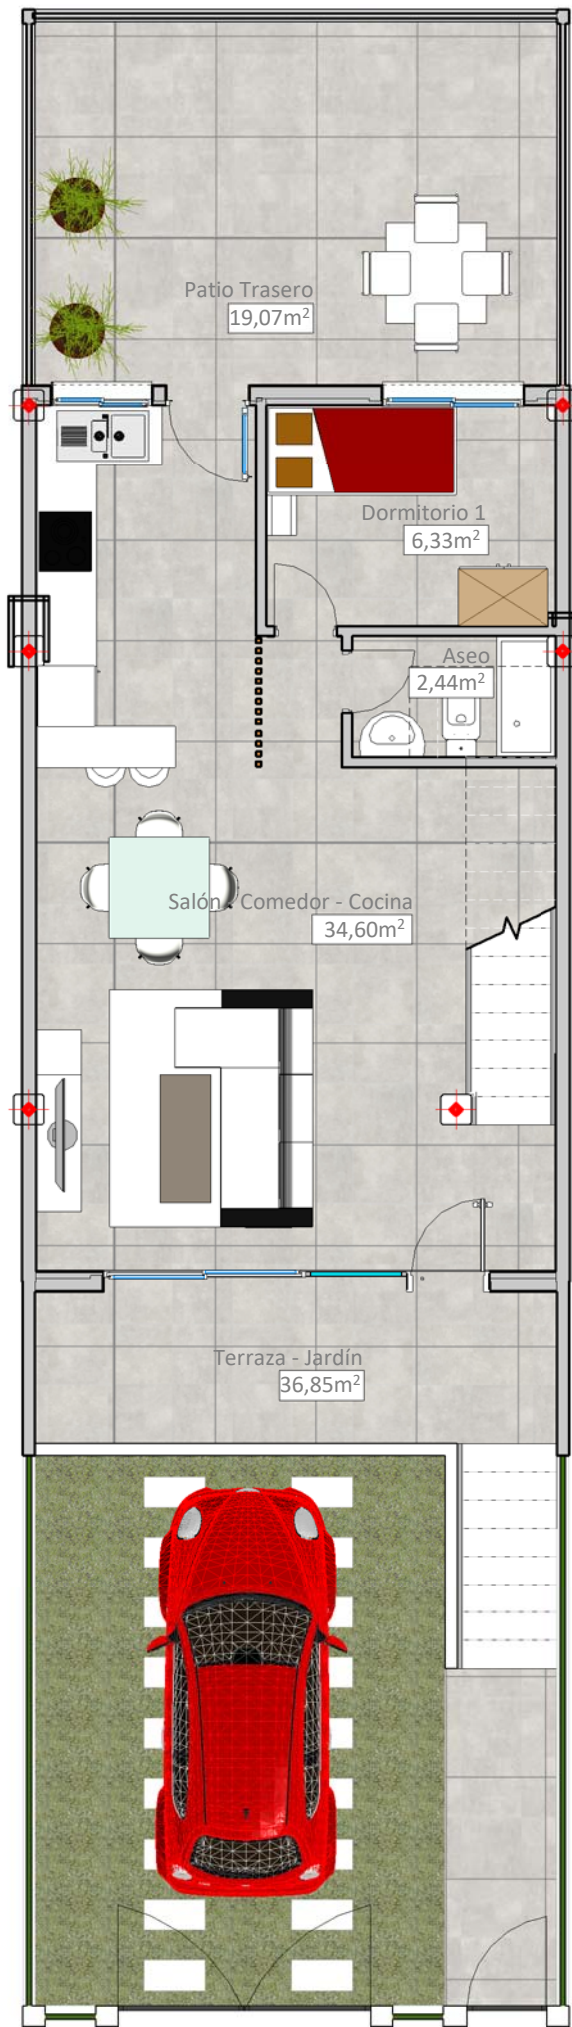 Patio Trasero
19,07m²
Dormitorio 1
6,33m²
Aseo
2,44m²
Salón - Comedor - Cocina
34,60m²
Terraza - Jardín
36,85m²